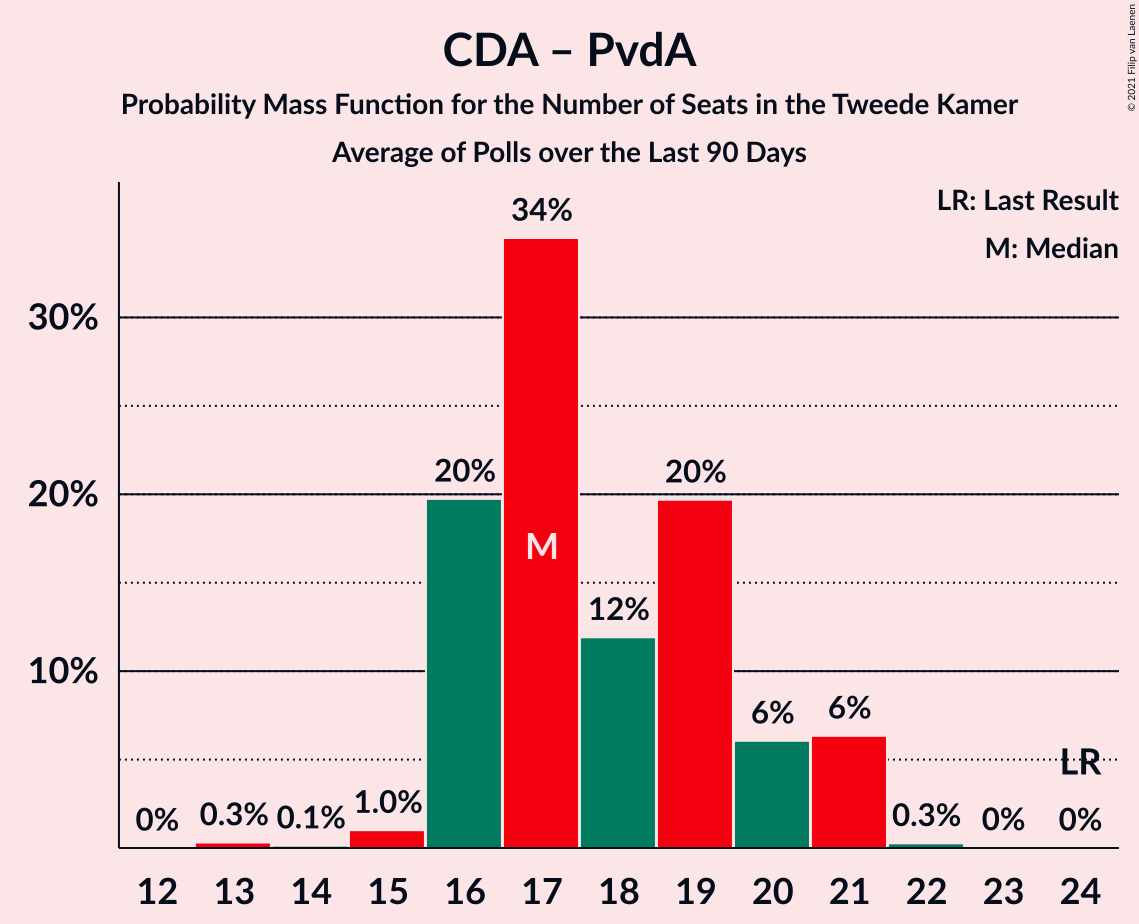 CDA – PvdA
Probability Mass Function for the Number of Seats in the Tweede Kamer
Average of Polls over the Last 90 Days
© 2021 Filip van Laenen
LR: Last Result
M: Median
34%
30%
20%
20%
20%
M
12%
10%
6%
6%
LR
0%
0.3%
0.1%
1.0%
0.3%
0%
0%
12 13 14 15 16 17 18 19 20 21 22 23 24